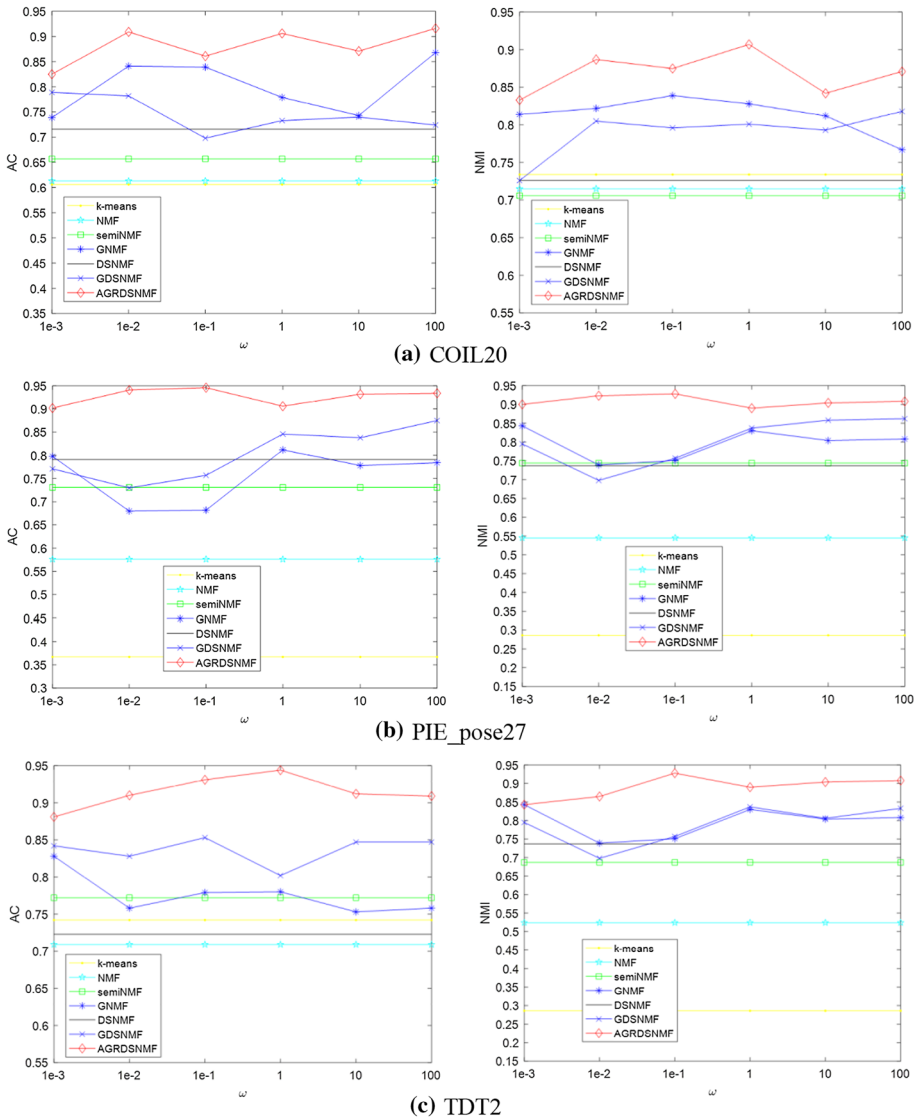 0.95
0.9
0.85
0.8
0.75
0.7
0.65
0.6
0.55
0.5
0.45
0.4
0.35
AC
k-means
NMF
semiNMF
GNMF
DSNMF
GDSNMF
AGRDSNMF
1e-3 1e-2 1e-1 1 10 100
ω
0.95
0.9
0.85
0.8
0.75
0.7
0.65
0.6
0.55
NMI
k-means
NMF
semiNMF
GNMF
DSNMF
GDSNMF
AGRDSNMF
1e-3 1e-2 1e-1 1 10 100
ω
(a) COIL20
0.95
0.9
0.85
0.8
0.75
0.7
0.65
0.6
0.55
0.5
0.45
0.4
0.35
0.3
AC
k-means
NMF
semiNMF
GNMF
DSNMF
GDSNMF
AGRDSNMF
1e-3 1e-2 1e-1 1 10 100
ω
0.95
0.9
0.85
0.8
0.75
0.7
0.65
0.6
0.55
0.5
0.45
0.4
0.35
0.3
0.25
0.2
0.15
NMI
k-means
NMF
semiNMF
GNMF
DSNMF
GDSNMF
AGRDSNMF
1e-3 1e-2 1e-1 1 10 100
ω
(b) PIE_pose27
0.95
0.9
0.85
0.8
0.75
0.7
0.65
0.6
0.55
AC
k-means
NMF
semiNMF
GNMF
DSNMF
GDSNMF
AGRDSNMF
1e-3 1e-2 1e-1 1 10 100
ω
0.95
0.9
0.85
0.8
0.75
0.7
0.65
0.6
0.55
0.5
0.45
0.4
0.35
0.3
0.25
0.2
0.15
NMI
k-means
NMF
semiNMF
GNMF
DSNMF
GDSNMF
AGRDSNMF
1e-3 1e-2 1e-1 1 10 100
ω
(c) TDT2